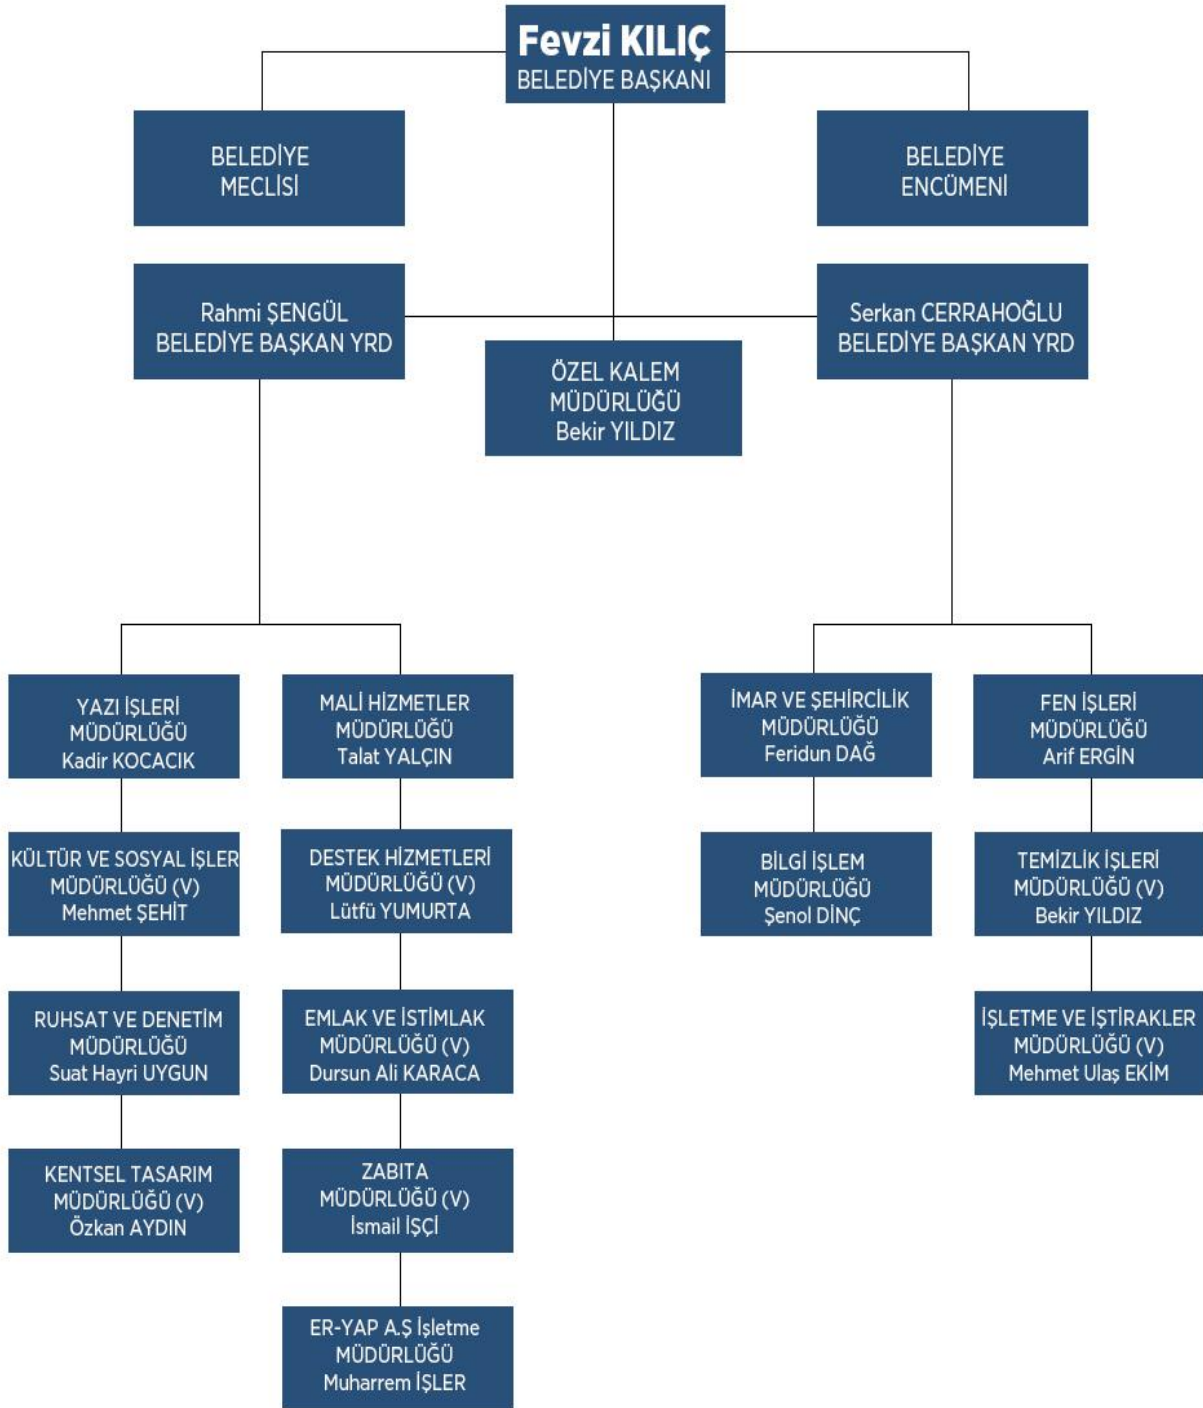 Fevzi KILIÇ
BELEDİYE BAŞKANI
BELEDİYE
MECLİSİ
BELEDİYE
ENCÜMENİ
Rahmi ŞENGÜL
BELEDİYE BAŞKAN YRD
Serkan CERRAHOĞLU
BELEDİYE BAŞKAN YRD
ÖZEL KALEM
MÜDÜRLÜĞÜ
Bekir YILDIZ
YAZI İŞLERİ
MÜDÜRLÜĞÜ
Kadir KOCACIK
MALİ HİZMETLER
MÜDÜRLÜĞÜ
Talat YALÇIN
İMAR VE ŞEHİRCİLİK
MÜDÜRLÜĞÜ
Feridun DAĞ
FEN İŞLERİ
MÜDÜRLÜĞÜ
Arif ERGİN
KÜLTÜR VE SOSYAL İŞLER
MÜDÜRLÜĞÜ (V)
Mehmet ŞEHİT
DESTEK HİZMETLERİ
MÜDÜRLÜĞÜ (V)
Lütfü YUMURTA
BİLGİ İŞLEM
MÜDÜRLÜĞÜ
Şenol DİNÇ
TEMİZLİK İŞLERİ
MÜDÜRLÜĞÜ (V)
Bekir YILDIZ
RUHSAT VE DENETİM
MÜDÜRLÜĞÜ
Suat Hayri UYGUN
EMLAK VE İSTİMLAK
MÜDÜRLÜĞÜ (V)
Dursun Ali KARACA
İŞLETME VE İŞTİRAKLER
MÜDÜRLÜĞÜ (V)
Mehmet Ulaş EKİM
KENTSEL TASARIM
MÜDÜRLÜĞÜ (V)
Özkan AYDIN
ZABITA
MÜDÜRLÜĞÜ (V)
İsmail İŞÇİ
ER-YAP A.Ş İşletme
MÜDÜRLÜĞÜ
Muharrem İŞLER